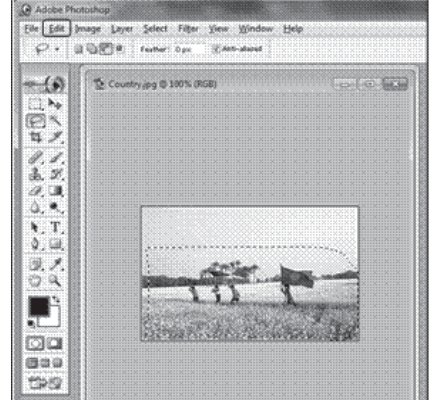 Adobe Photoshop
File Edit Image Layer Select Filter View Window Help
Feather: 0 px Anti-aliased
Country.jpg @ 100% (RGB)
T